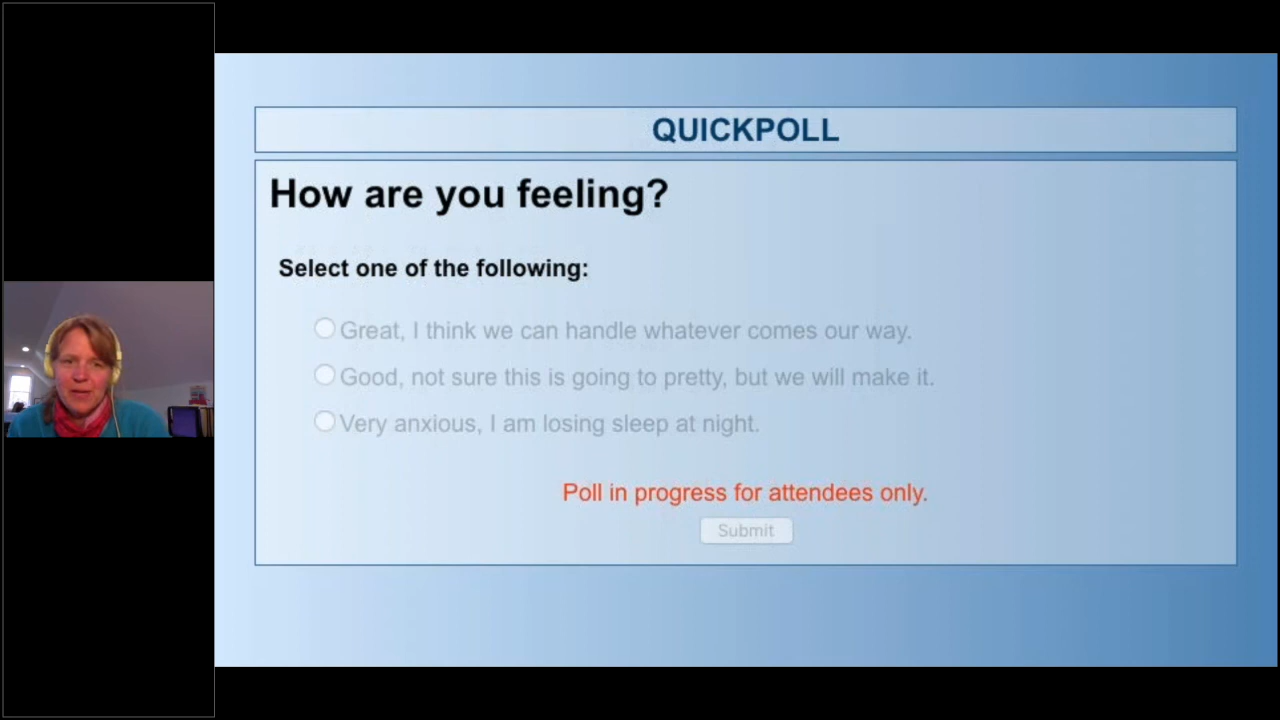 QUICKPOLL
How are you feeling?
Select one of the following:
Great, I think we can handle whatever comes our way.
Good, not sure this is going to pretty, but we will make it.
Very anxious, I am losing sleep at night.
Poll in progress for attendees only.
Submit